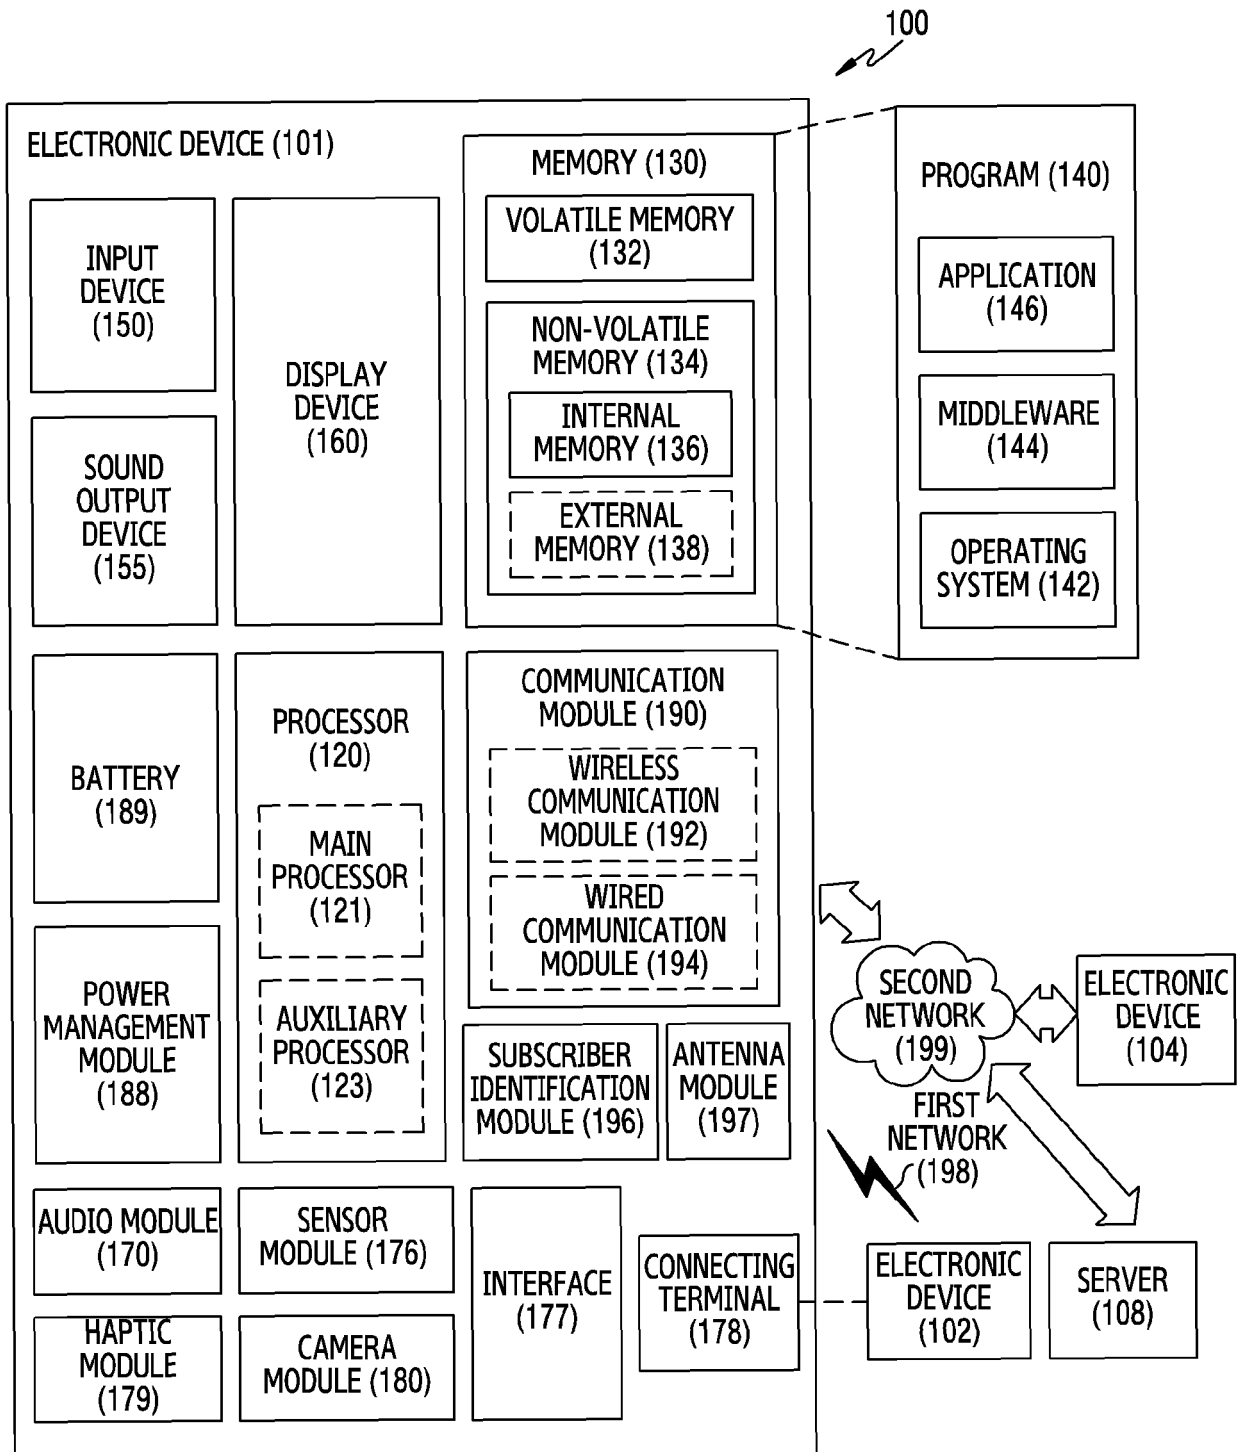 100
ELECTRONIC DEVICE (101)
INPUT
DEVICE
(150)
SOUND
OUTPUT
DEVICE
(155)
DISPLAY
DEVICE
(160)
MEMORY (130)
VOLATILE MEMORY
(132)
NON-VOLATILE
MEMORY (134)
INTERNAL
MEMORY (136)
EXTERNAL
MEMORY (138)
PROGRAM (140)
APPLICATION
(146)
MIDDLEWARE
(144)
OPERATING
SYSTEM (142)
BATTERY
(189)
POWER
MANAGEMENT
MODULE
(188)
PROCESSOR
(120)
MAIN
PROCESSOR
(121)
AUXILIARY
PROCESSOR
(123)
COMMUNICATION
MODULE (190)
WIRELESS
COMMUNICATION
MODULE (192)
WIRED
COMMUNICATION
MODULE (194)
SUBSCRIBER
IDENTIFICATION
MODULE (196)
ANTENNA
MODULE
(197)
SECOND
NETWORK
(199)
ELECTRONIC
DEVICE
(104)
FIRST
NETWORK
(198)
AUDIO MODULE
(170)
SENSOR
MODULE (176)
INTERFACE
(177)
CONNECTING
TERMINAL
(178)
ELECTRONIC
DEVICE
(102)
SERVER
(108)
HAPTIC
MODULE
(179)
CAMERA
MODULE (180)